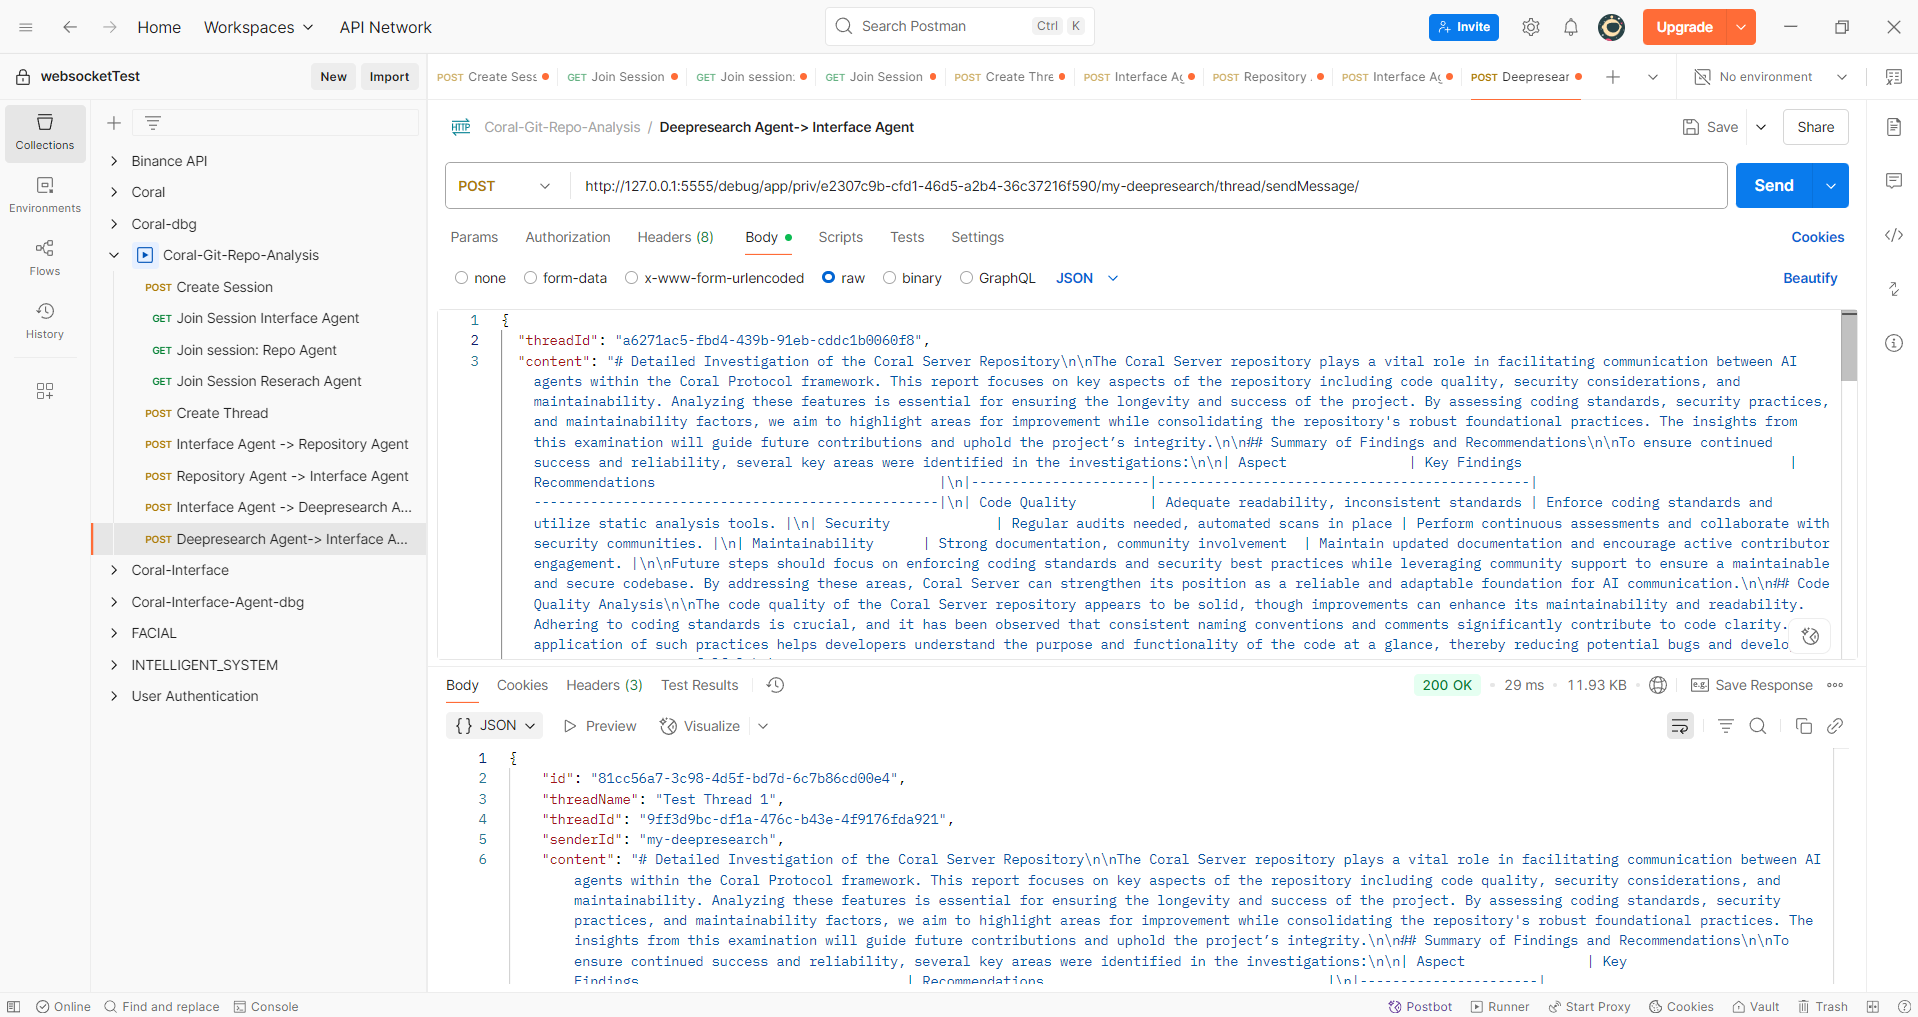 Home Workspaces API Network Search Postman Ctrl K Invite Upgrade
websocketTest New Import POST Create Sess GET Join Session GET Join session: GET Join Session POST Create Thre POST Interface Ag POST Repository . POST Interface Ag POST Deepresear No environment
Collections
Environments
Flows
History
Binance API
Coral
Coral-dbg
Coral-Git-Repo-Analysis
POST Create Session
GET Join Session Interface Agent
GET Join session: Repo Agent
GET Join Session Reserach Agent
POST Create Thread
POST Interface Agent -> Repository Agent
POST Repository Agent -> Interface Agent
POST Interface Agent -> Deepresearch A...
POST Deepresearch Agent-> Interface A...
Coral-Interface
Coral-Interface-Agent-dbg
FACIAL
INTELLIGENT_SYSTEM
User Authentication
HTTP Coral-Git-Repo-Analysis / Deepresearch Agent-> Interface Agent Save Share
POST http://127.0.0.1:5555/debug/app/priv/e2307c9b-cfd1-46d5-a2b4-36c37216f590/my-deepresearch/thread/sendMessage/ Send
Params Authorization Headers (8) Body Scripts Tests Settings Cookies
none form-data x-www-form-urlencoded raw binary GraphQL JSON Beautify
1 {
2 "threadId": "a6271ac5-fbd4-439b-91eb-cddc1b0060f8",
3 "content": "# Detailed Investigation of the Coral Server Repository\n\nThe Coral Server repository plays a vital role in facilitating communication between AI
agents within the Coral Protocol framework. This report focuses on key aspects of the repository including code quality, security considerations, and
maintainability. Analyzing these features is essential for ensuring the longevity and success of the project. By assessing coding standards, security practices,
and maintainability factors, we aim to highlight areas for improvement while consolidating the repository's robust foundational practices. The insights from
this examination will guide future contributions and uphold the project’s integrity.\n\n## Summary of Findings and Recommendations\n\nTo ensure continued
success and reliability, several key areas were identified in the investigations:\n\n| Aspect | Key Findings |
Recommendations |\n|----------------------|----------------------------------------------|
--------------------------------------------------|\n| Code Quality | Adequate readability, inconsistent standards | Enforce coding standards and
utilize static analysis tools. |\n| Security | Regular audits needed, automated scans in place | Perform continuous assessments and collaborate with
security communities. |\n| Maintainability | Strong documentation, community involvement | Maintain updated documentation and encourage active contributor
engagement. |\n\nFuture steps should focus on enforcing coding standards and security best practices while leveraging community support to ensure a maintainable
and secure codebase. By addressing these areas, Coral Server can strengthen its position as a reliable and adaptable foundation for AI communication.\n\n## Code
Quality Analysis\n\nThe code quality of the Coral Server repository appears to be solid, though improvements can enhance its maintainability and readability.
Adhering to coding standards is crucial, and it has been observed that consistent naming conventions and comments significantly contribute to code clarity.
application of such practices helps developers understand the purpose and functionality of the code at a glance, thereby reducing potential bugs and develo
Body Cookies Headers (3) Test Results 200 OK 29 ms 11.93 KB e.g. Save Response
{} JSON Preview Visualize
1 {
2 "id": "81cc56a7-3c98-4d5f-bd7d-6c7b86cd00e4",
3 "threadName": "Test Thread 1",
4 "threadId": "9ff3d9bc-df1a-476c-b43e-4f9176fda921",
5 "senderId": "my-deepresearch",
6 "content": "# Detailed Investigation of the Coral Server Repository\n\nThe Coral Server repository plays a vital role in facilitating communication between AI
agents within the Coral Protocol framework. This report focuses on key aspects of the repository including code quality, security considerations, and
maintainability. Analyzing these features is essential for ensuring the longevity and success of the project. By assessing coding standards, security
practices, and maintainability factors, we aim to highlight areas for improvement while consolidating the repository's robust foundational practices. The
insights from this examination will guide future contributions and uphold the project’s integrity.\n\n## Summary of Findings and Recommendations\n\nTo
ensure continued success and reliability, several key areas were identified in the investigations:\n\n| Aspect | Key
Findings | Recommendations |\n|----------------------|
Online Find and replace Console Postbot Runner Start Proxy Cookies Vault Trash